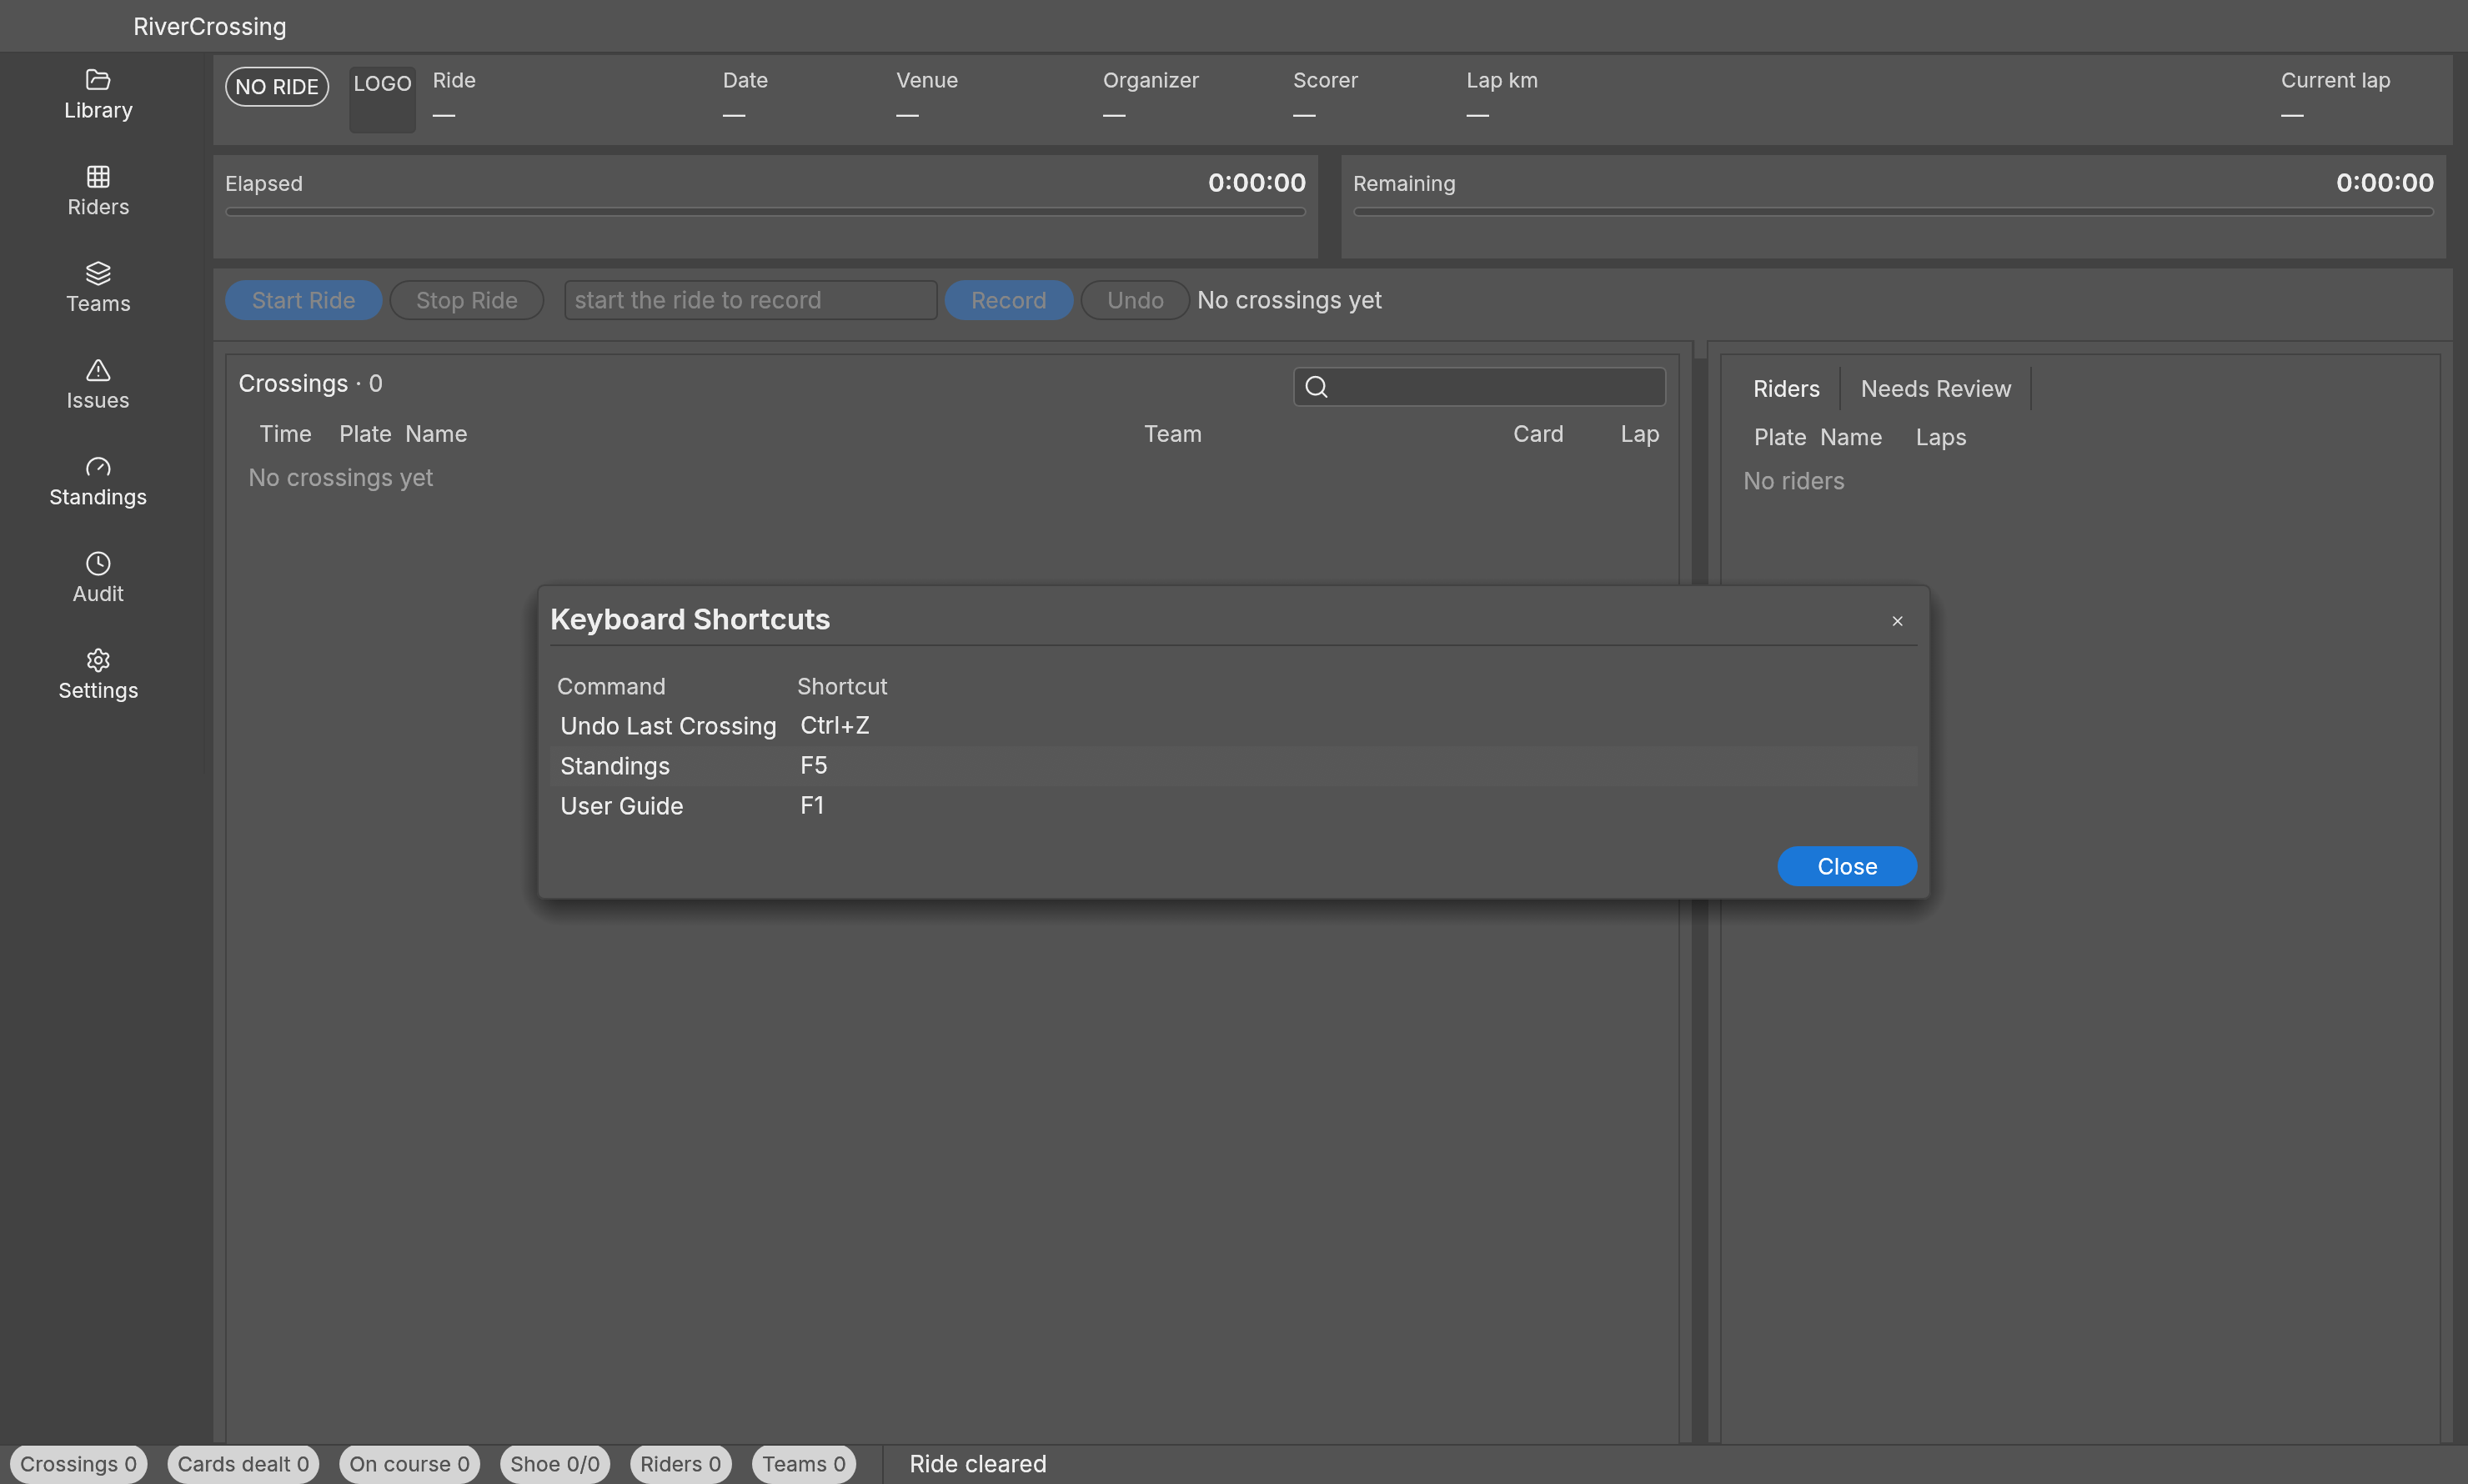 RiverCrossing
Library
Riders
Teams
Issues
Standings
Audit
Settings
NO RIDE
LOGO
Ride
—
Date
—
Venue
—
Organizer
—
Scorer
—
Lap km
—
Current lap
—
Elapsed 0:00:00
Remaining 0:00:00
Start Ride Stop Ride start the ride to record Record Undo No crossings yet
Crossings · 0
Time Plate Name Team Card Lap
No crossings yet
Riders Needs Review
Plate Name Laps
No riders
Keyboard Shortcuts ×
Command Shortcut
Undo Last Crossing Ctrl+Z
Standings F5
User Guide F1
Close
Crossings 0 Cards dealt 0 On course 0 Shoe 0/0 Riders 0 Teams 0 Ride cleared